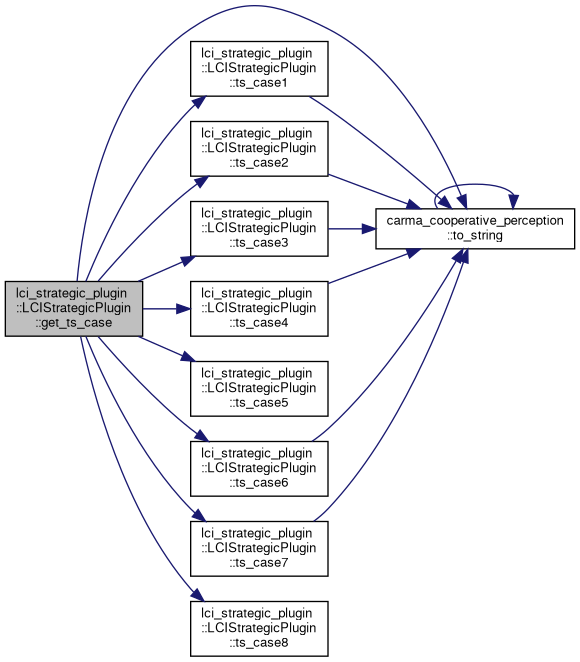 lci_strategic_plugin
::LCIStrategicPlugin
::ts_case1
lci_strategic_plugin
::LCIStrategicPlugin
::ts_case2
lci_strategic_plugin
::LCIStrategicPlugin
::ts_case3
carma_cooperative_perception
::to_string
lci_strategic_plugin
::LCIStrategicPlugin
::get_ts_case
lci_strategic_plugin
::LCIStrategicPlugin
::ts_case4
lci_strategic_plugin
::LCIStrategicPlugin
::ts_case5
lci_strategic_plugin
::LCIStrategicPlugin
::ts_case6
lci_strategic_plugin
::LCIStrategicPlugin
::ts_case7
lci_strategic_plugin
::LCIStrategicPlugin
::ts_case8